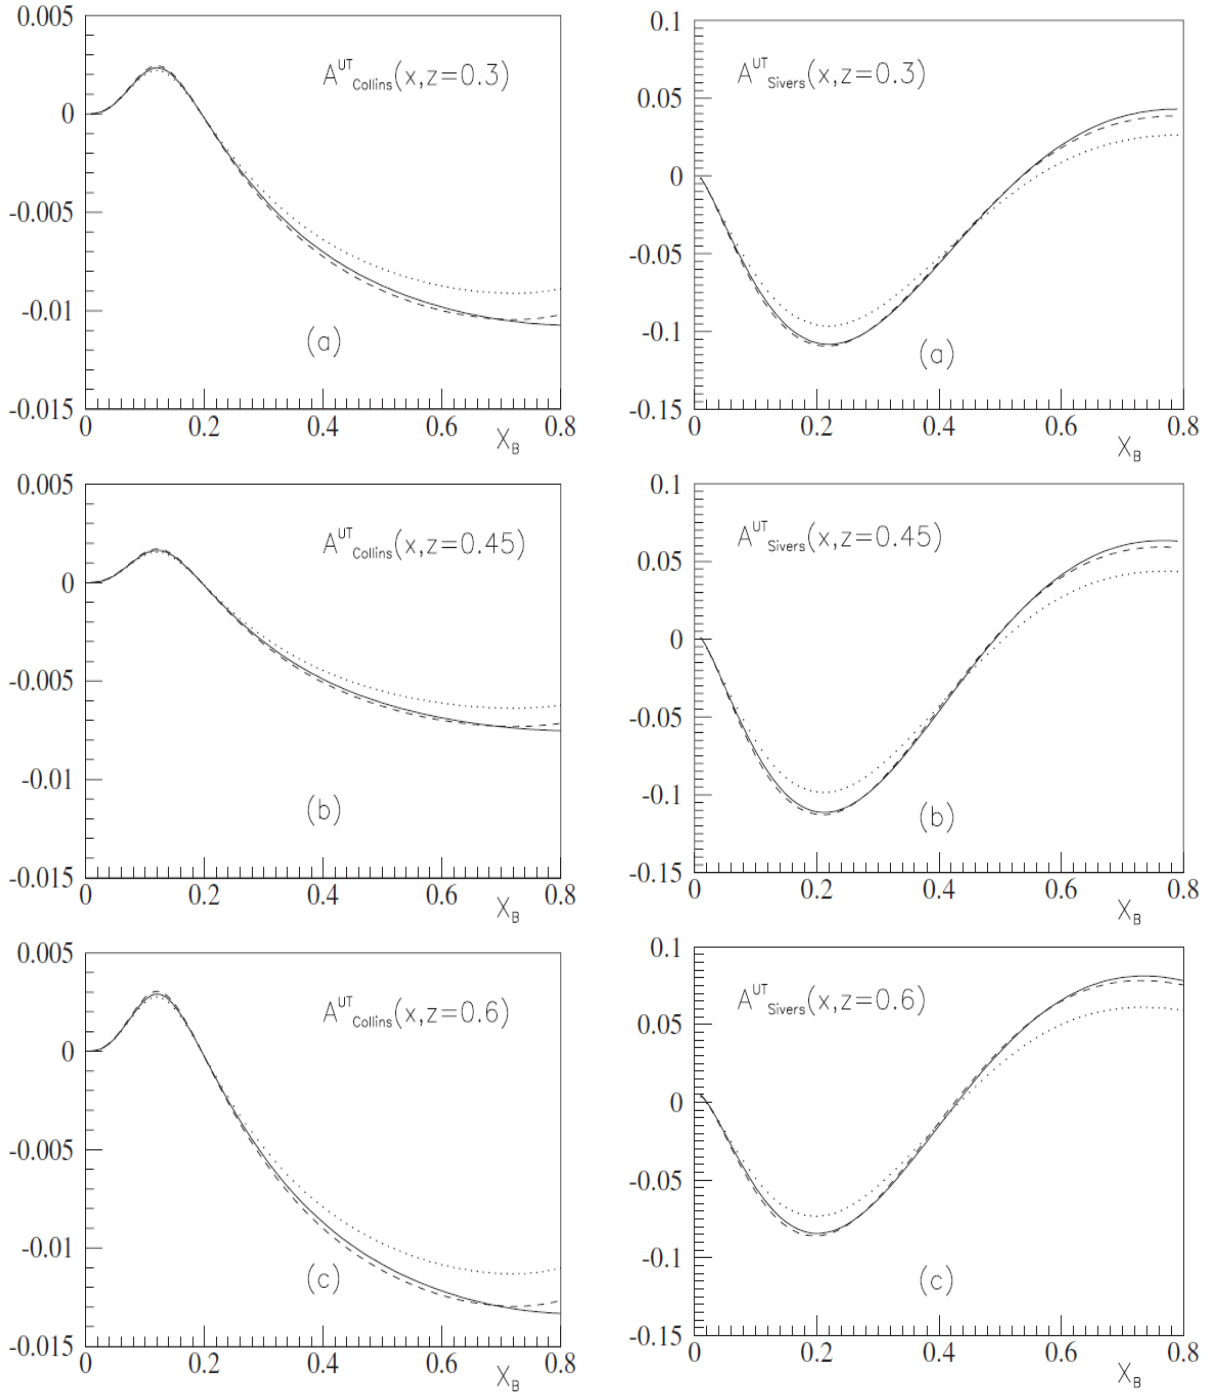 0.005
0
-0.005
-0.01
-0.015
A^UT_Collins(x,z=0.3)
(a)
0 0.2 0.4 0.6 0.8
X_B
0.1
0.05
0
-0.05
-0.1
-0.15
A^UT_Sivers(x,z=0.3)
(a)
0 0.2 0.4 0.6 0.8
X_B
0.005
0
-0.005
-0.01
-0.015
A^UT_Collins(x,z=0.45)
(b)
0 0.2 0.4 0.6 0.8
X_B
0.1
0.05
0
-0.05
-0.1
-0.15
A^UT_Sivers(x,z=0.45)
(b)
0 0.2 0.4 0.6 0.8
X_B
0.005
0
-0.005
-0.01
-0.015
A^UT_Collins(x,z=0.6)
(c)
0 0.2 0.4 0.6 0.8
X_B
0.1
0.05
0
-0.05
-0.1
-0.15
A^UT_Sivers(x,z=0.6)
(c)
0 0.2 0.4 0.6 0.8
X_B